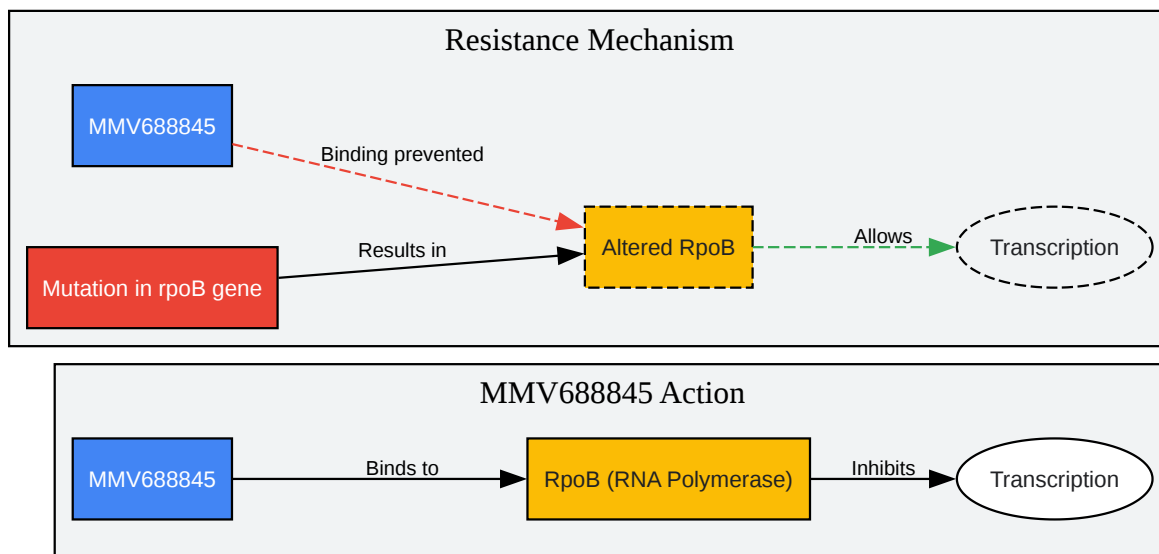 Resistance Mechanism
MMV688845
Binding prevented
Mutation in rpoB gene
Results in
Altered RpoB
Allows
Transcription
MMV688845 Action
MMV688845
Binds to
RpoB (RNA Polymerase)
Inhibits
Transcription